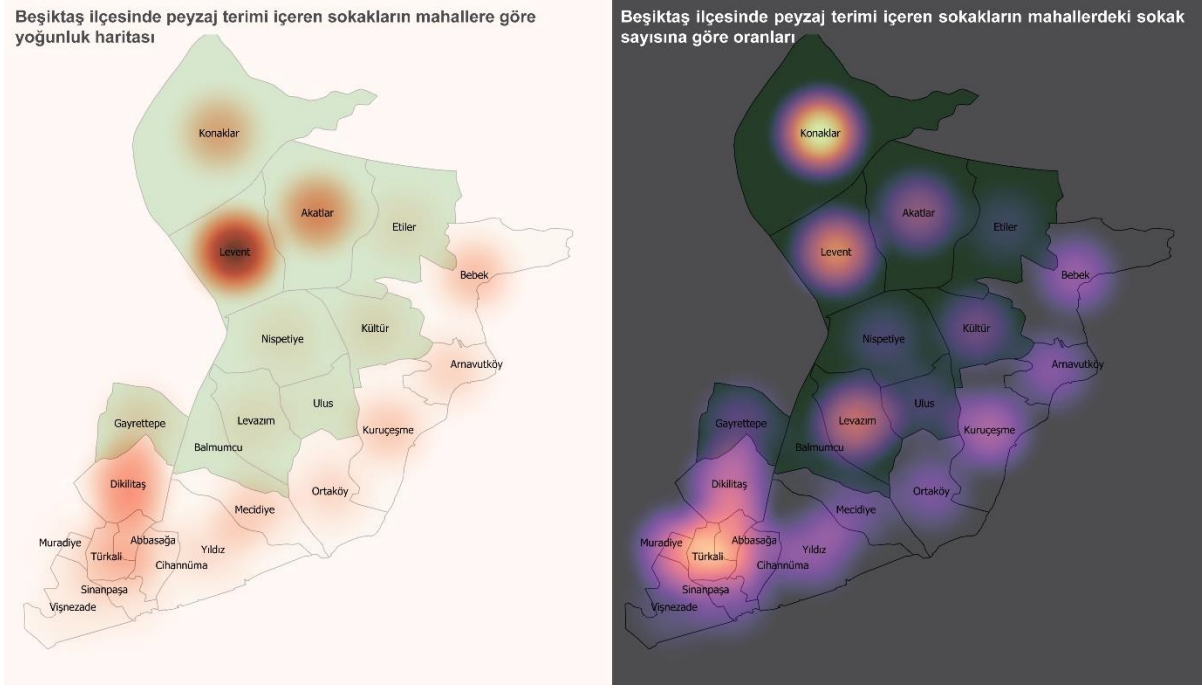 Beşiktaş ilçesinde peyzaj terimi içeren sokakların mahallere göre
yoğunluk haritası
Konaklar
Akatlar
Etiler
Levent
Bebek
Nispetiye
Kültür
Arnavutköy
Ulus
Gayrettepe
Levazım
Kuruçeşme
Balmumcu
Dikilitaş
Ortaköy
Mecidiye
Muradiye
Abbasağa
Yıldız
Türkali
Cihannüma
Sinanpaşa
Vişnezade
Beşiktaş ilçesinde peyzaj terimi içeren sokakların mahallerdeki sokak
sayısına göre oranları
Konaklar
Akatlar
Etiler
Levent
Bebek
Nispetiye
Kültür
Arnavutköy
Ulus
Gayrettepe
Levazım
Kuruçeşme
Balmumcu
Dikilitaş
Ortaköy
Mecidiye
Muradiye
Abbasağa
Yıldız
Türkali
Cihannüma
Sinanpaşa
Vişnezade